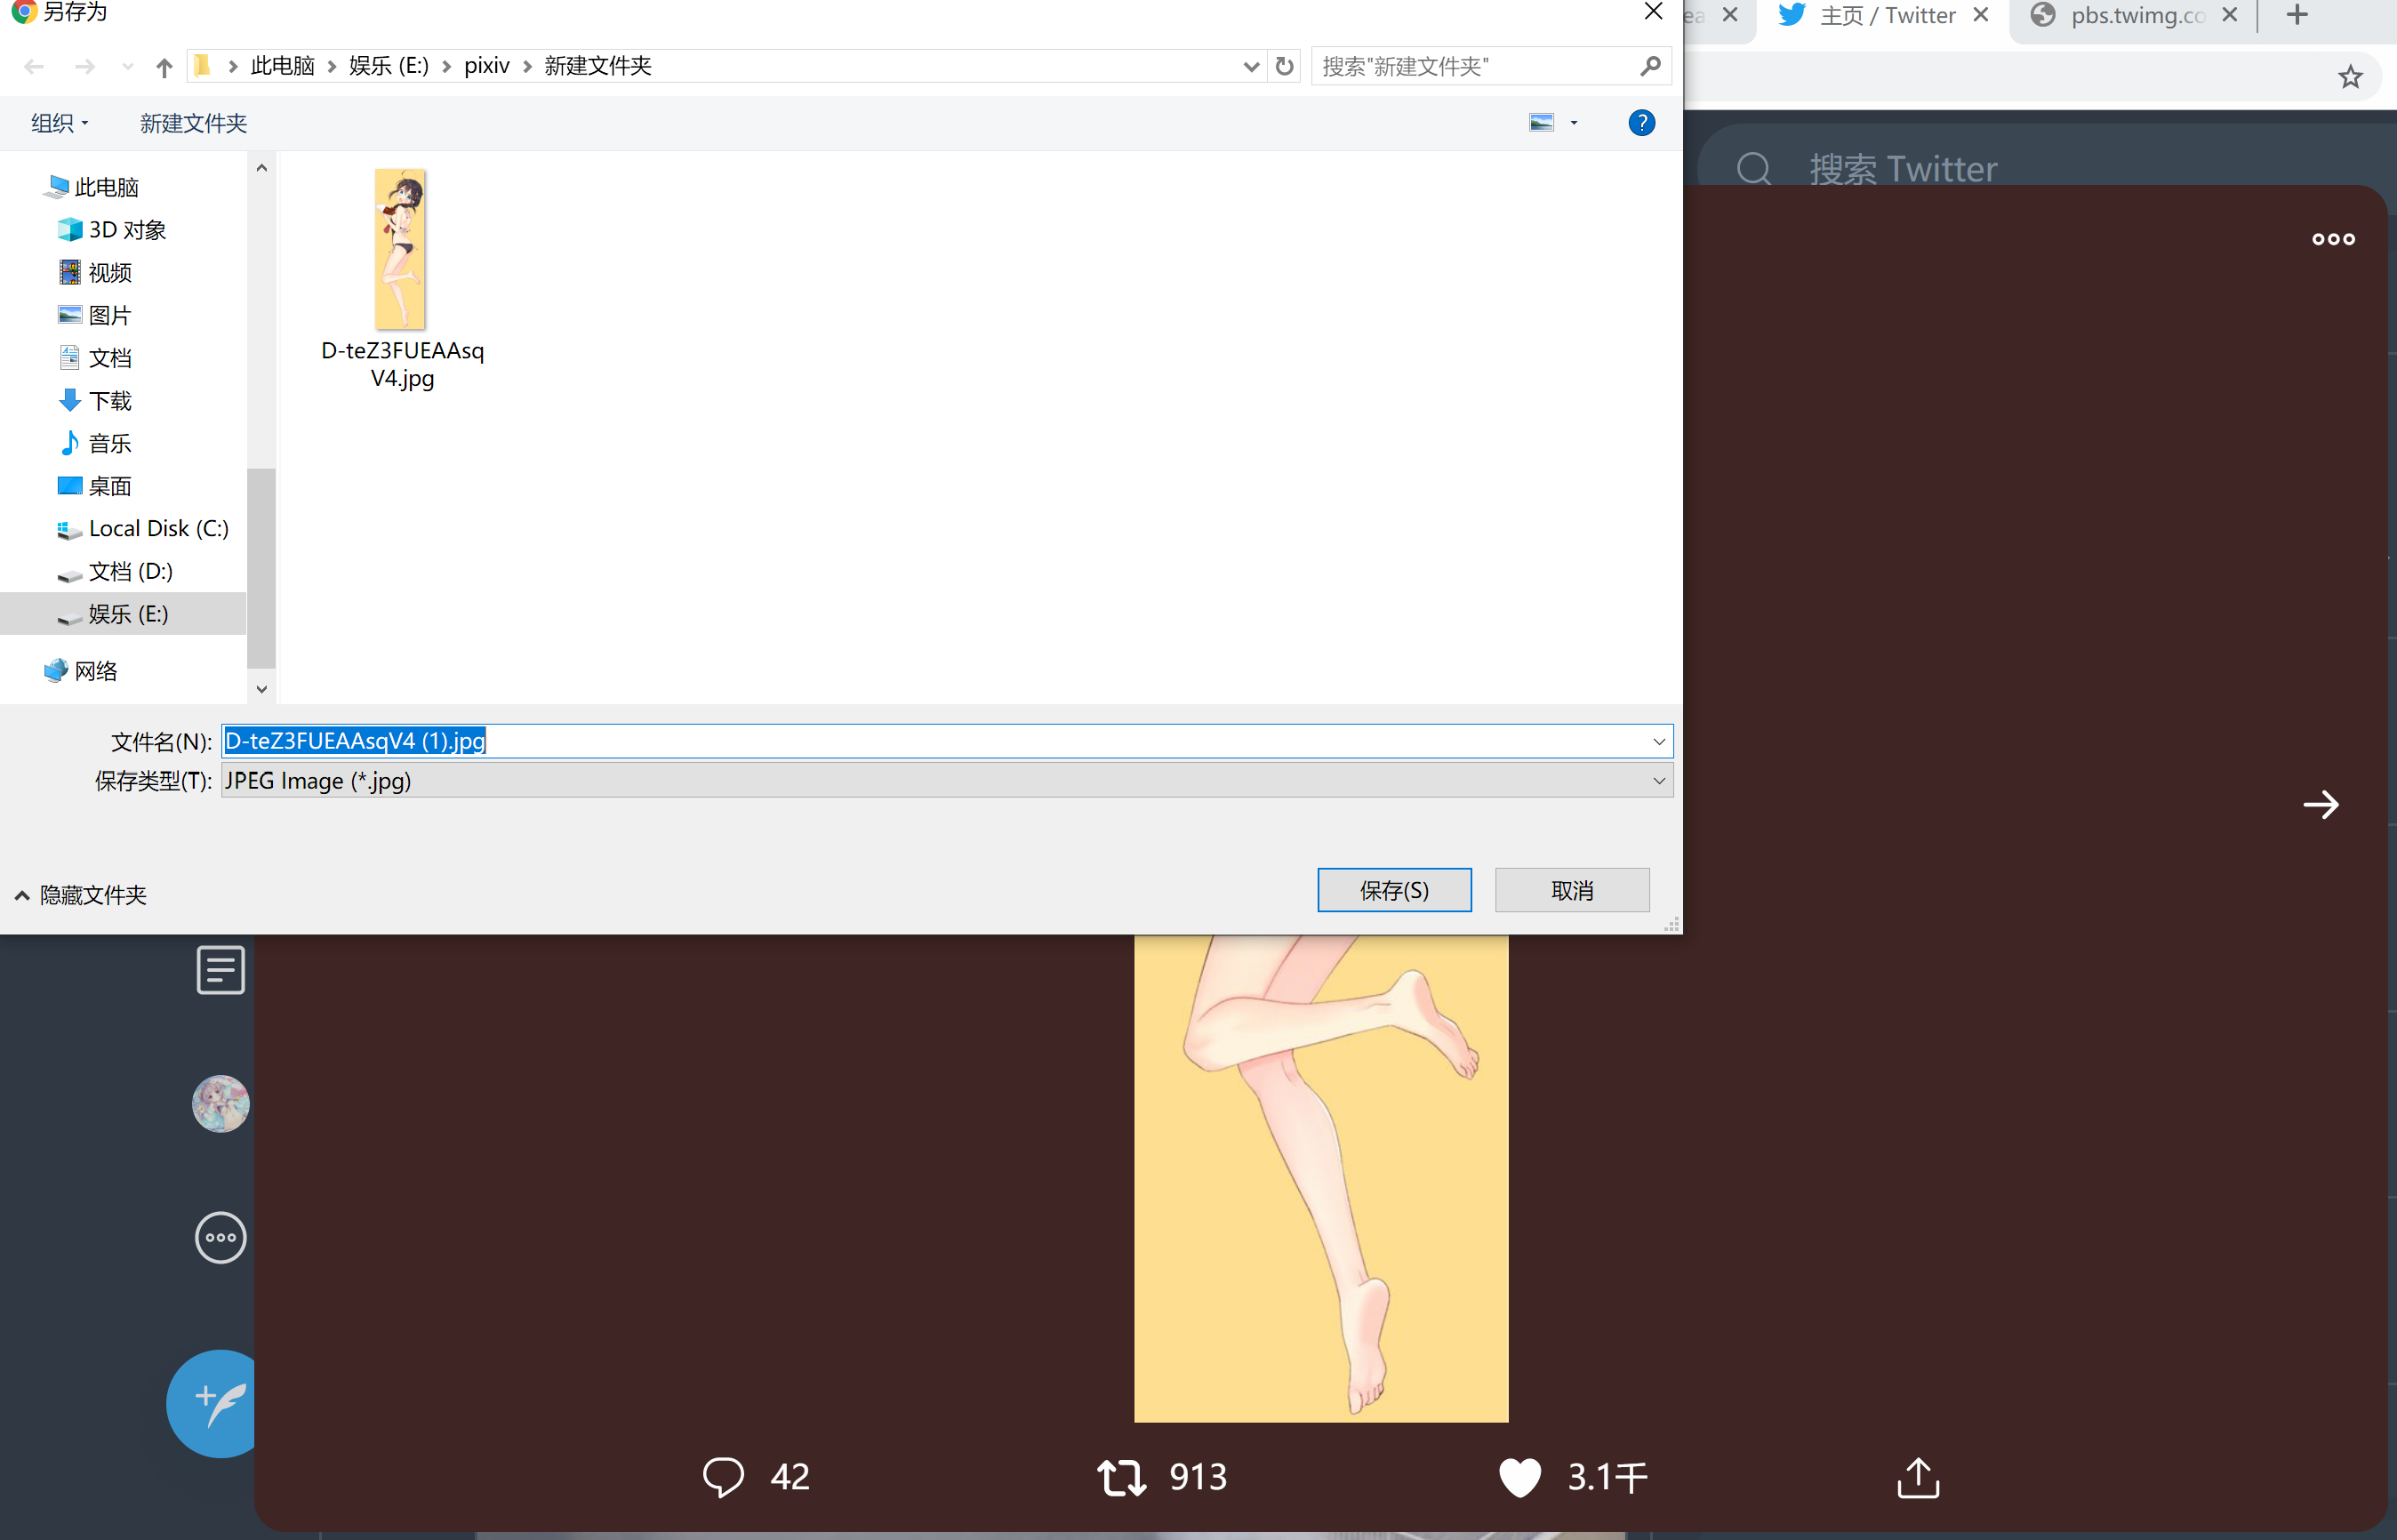 另存为
ea
主页 / Twitter
pbs.twimg.co
此电脑 娱乐 (E:) pixiv 新建文件夹
搜索"新建文件夹"
组织
新建文件夹
?
搜索 Twitter
此电脑
3D 对象
视频
图片
文档
下载
音乐
桌面
Local Disk (C:)
文档 (D:)
娱乐 (E:)
网络
D-teZ3FUEAAsq
V4.jpg
文件名(N): D-teZ3FUEAAsqV4 (1).jpg
保存类型(T): JPEG Image (*.jpg)
隐藏文件夹
保存(S)
取消
42
913
3.1千